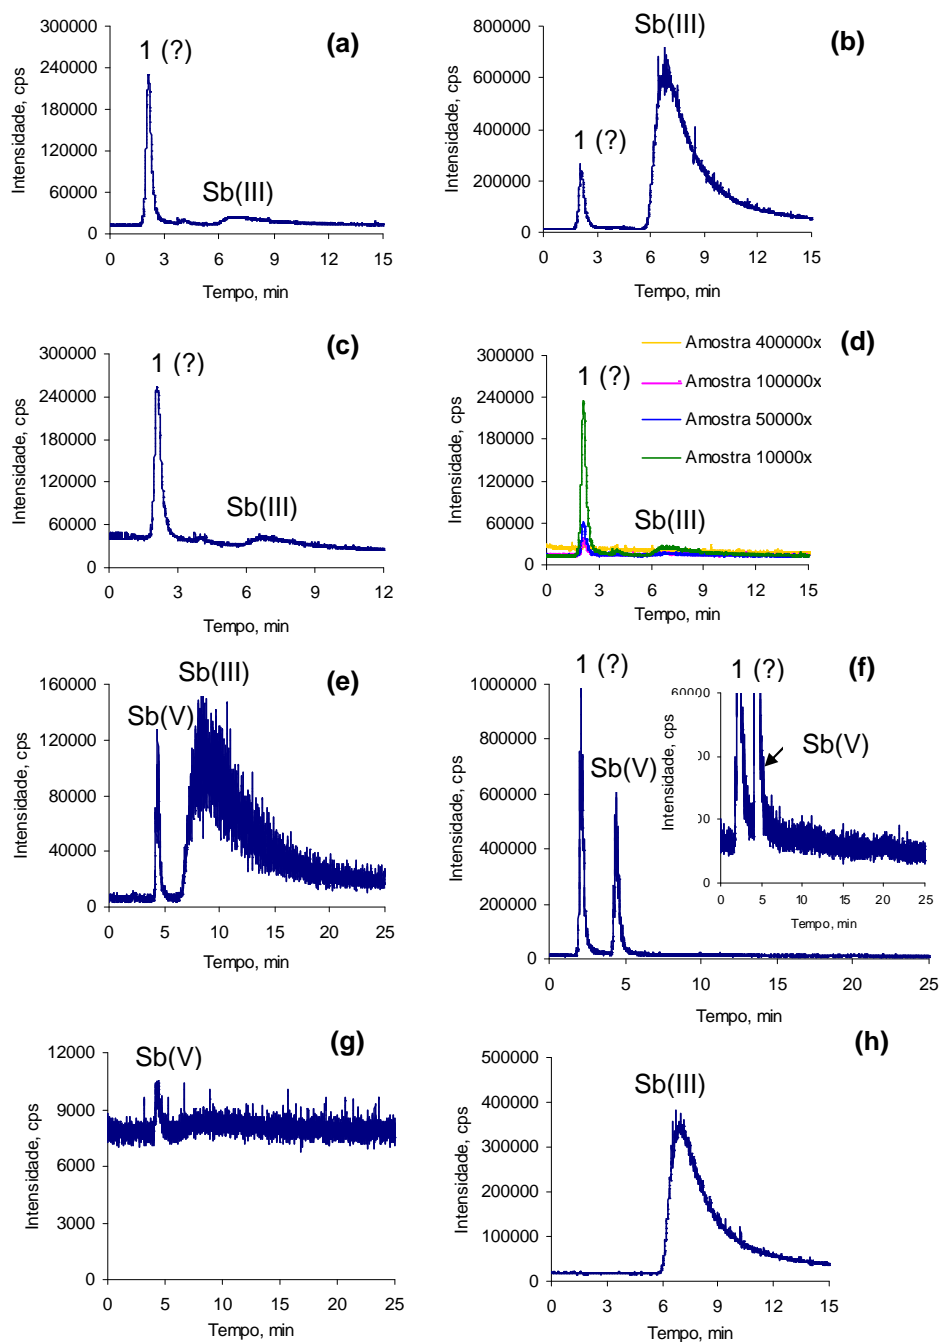 (a)
1 (?)
Sb(III)
Intensidade, cps
300000
240000
180000
120000
60000
0
0 3 6 9 12 15
Tempo, min
(b)
Sb(III)
1 (?)
Intensidade, cps
800000
600000
400000
200000
0
0 3 6 9 12 15
Tempo, min
(c)
1 (?)
Sb(III)
Intensidade, cps
300000
240000
180000
120000
60000
0
0 3 6 9 12
Tempo, min
(d)
Amostra 400000x
Amostra 100000x
Amostra 50000x
Amostra 10000x
1 (?)
Sb(III)
Intensidade, cps
300000
240000
180000
120000
60000
0
0 3 6 9 12 15
Tempo, min
(e)
Sb(III)
Sb(V)
Intensidade, cps
160000
120000
80000
40000
0
0 5 10 15 20 25
Tempo, min
(f)
1 (?)
Sb(V)
Intensidade, cps
1000000
800000
600000
400000
200000
0
0 5 10 15 20 25
Tempo, min
1 (?)
Sb(V)
Intensidade, cps
60000
00
00
0
0 5 10 15 20 25
Tempo, min
(g)
Sb(V)
Intensidade, cps
12000
9000
6000
3000
0
0 5 10 15 20 25
Tempo, min
(h)
Sb(III)
Intensidade, cps
500000
400000
300000
200000
100000
0
0 3 6 9 12 15
Tempo, min